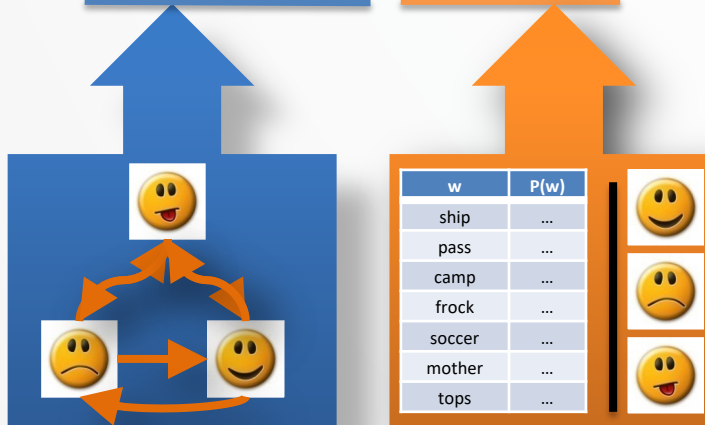 w P(w)
ship ...
pass ...
camp ...
frock ...
soccer ...
mother ...
tops ...